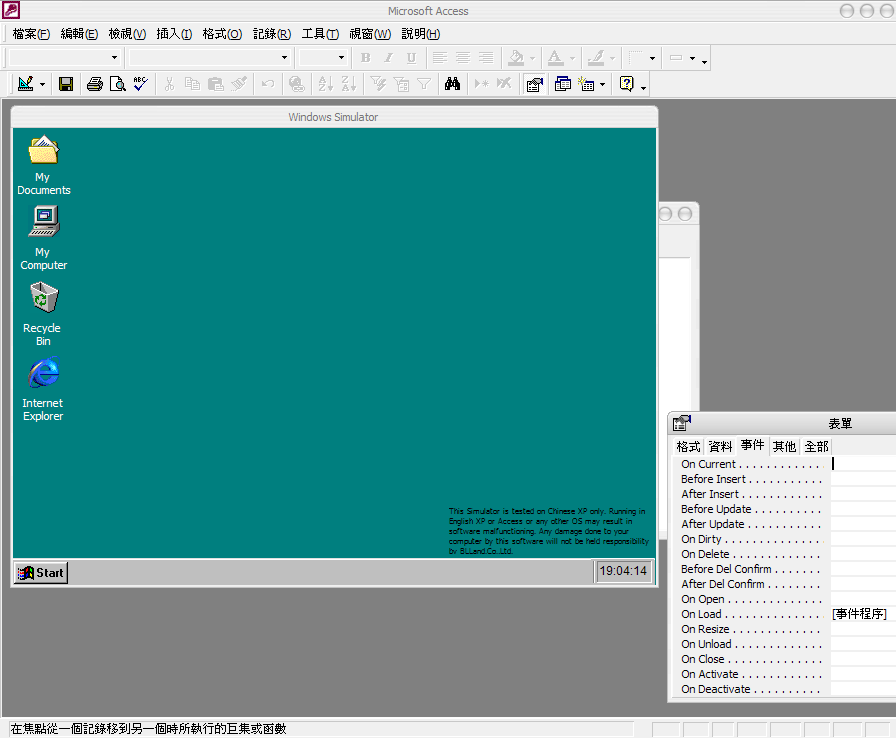 Microsoft Access
檔案(F) 編輯(E) 檢視(V) 插入(I) 格式(O) 記錄(R) 工具(T) 視窗(W) 說明(H)
B I U A
ABC
Windows Simulator
My
Documents
My
Computer
Recycle
Bin
Internet
Explorer
This Simulator is tested on Chinese XP only. Running in
English XP or Access or any other OS may result in
software malfunctioning. Any damage done to your
computer by this software will not be held responsibility
by BLLand.Co.Ltd.
Start
19:04:14
表單
格式 資料 事件 其他 全部
On Current . . . . . . . . . . . .
Before Insert . . . . . . . . . . .
After Insert . . . . . . . . . . . .
Before Update . . . . . . . . . .
After Update . . . . . . . . . . .
On Dirty . . . . . . . . . . . . . .
On Delete . . . . . . . . . . . . .
Before Del Confirm . . . . . . .
After Del Confirm . . . . . . . .
On Open . . . . . . . . . . . . . .
On Load . . . . . . . . . . . . . . [事件程序]
On Resize . . . . . . . . . . . . .
On Unload . . . . . . . . . . . . .
On Close . . . . . . . . . . . . . .
On Activate . . . . . . . . . . . .
On Deactivate . . . . . . . . . .
在焦點從一個記錄移到另一個時所執行的巨集或函數